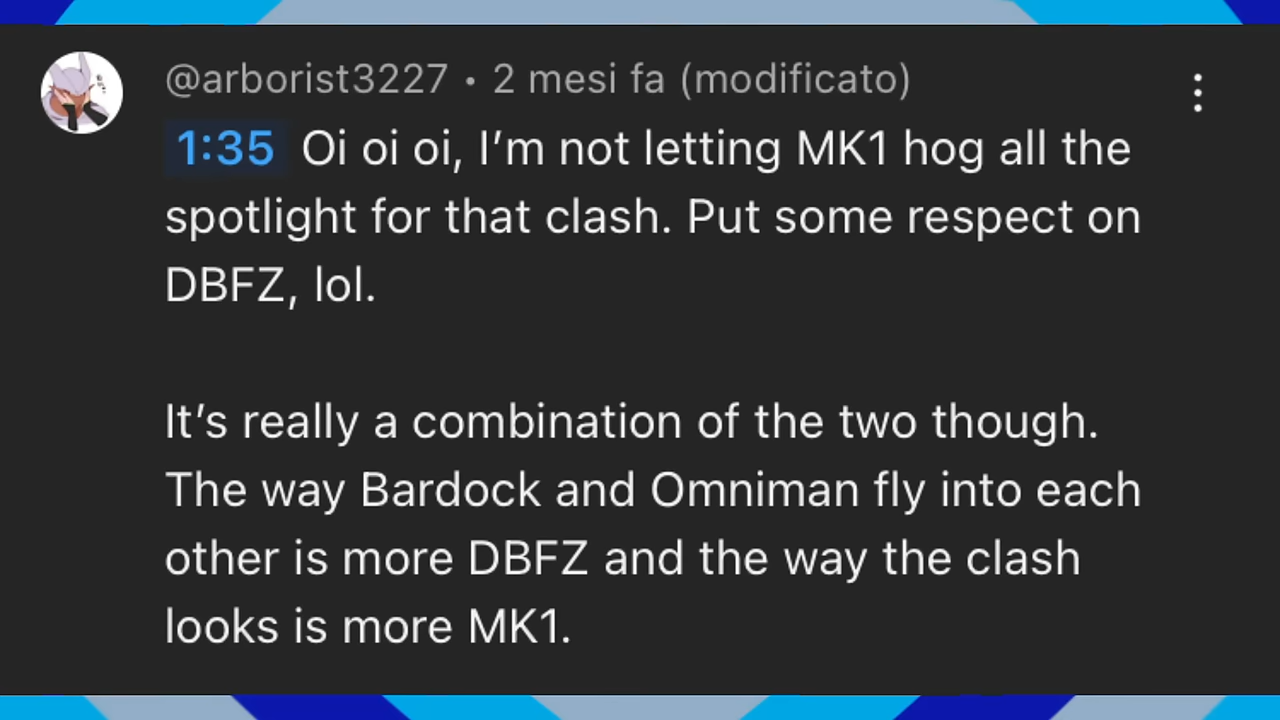 @arborist3227 • 2 mesi fa (modificato)
1:35 Oi oi oi, I’m not letting MK1 hog all the
spotlight for that clash. Put some respect on
DBFZ, lol.
It’s really a combination of the two though.
The way Bardock and Omniman fly into each
other is more DBFZ and the way the clash
looks is more MK1.